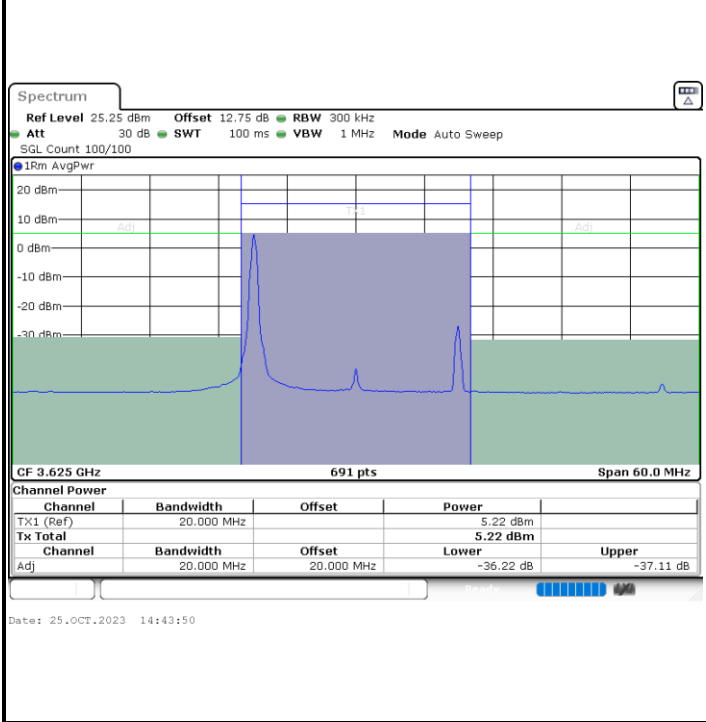 Spectrum
Ref Level 25.25 dBm Offset 12.75 dB RBW 300 kHz
Att 30 dB SWT 100 ms VBW 1 MHz Mode Auto Sweep
SGL Count 100/100
1Rm AvgPwr
20 dBm
TX1
10 dBm
Adj Adj
0 dBm
-10 dBm
-20 dBm
-30 dBm
CF 3.625 GHz 691 pts Span 60.0 MHz
Channel Power
Channel Bandwidth Offset Power
TX1 (Ref) 20.000 MHz 5.22 dBm
Tx Total 5.22 dBm
Channel Bandwidth Offset Lower Upper
Adj 20.000 MHz 20.000 MHz -36.22 dB -37.11 dB
Ready
Date: 25.OCT.2023 14:43:50